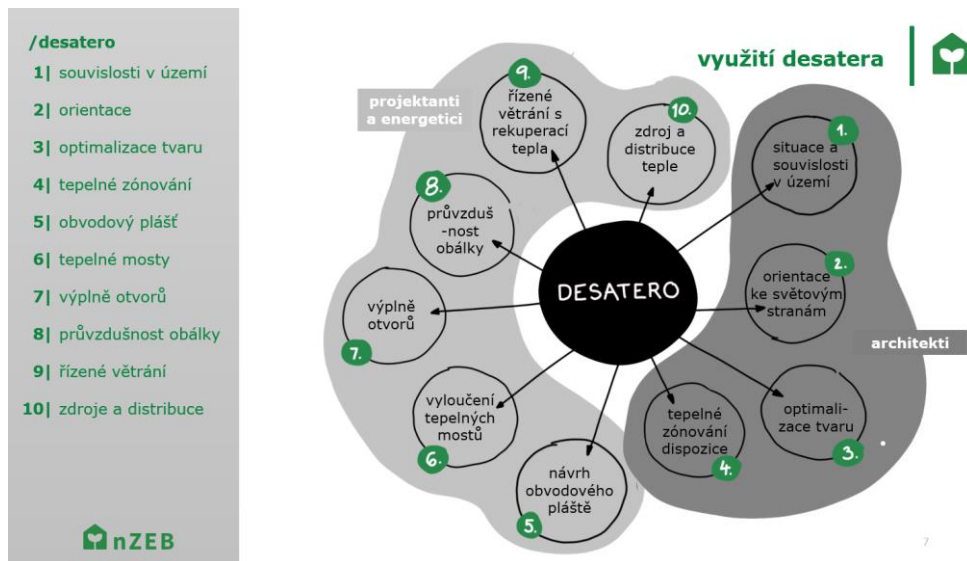 /desatero
1| souvislosti v území
2| orientace
3| optimalizace tvaru
4| tepelné zónování
5| obvodový plášť
6| tepelné mosty
7| výplně otvorů
8| průvzdušnost obálky
9| řízené větrání
10| zdroje a distribuce
nZEB
využití desatera
projektanti
a energetici
architekti
DESATERO
1.
situace a
souvislosti
v území
2.
orientace
ke světovým
stranám
optimali-
zace tvaru
3.
tepelné
zónování
dispozice
4.
návrh
obvodového
pláště
5.
vyloučení
tepelných
mostů
6.
výplně
otvorů
7.
8.
průvzduš
-nost
obálky
9.
řízené
větrání s
rekuperací
tepla
10.
zdroj a
distribuce
teple
7